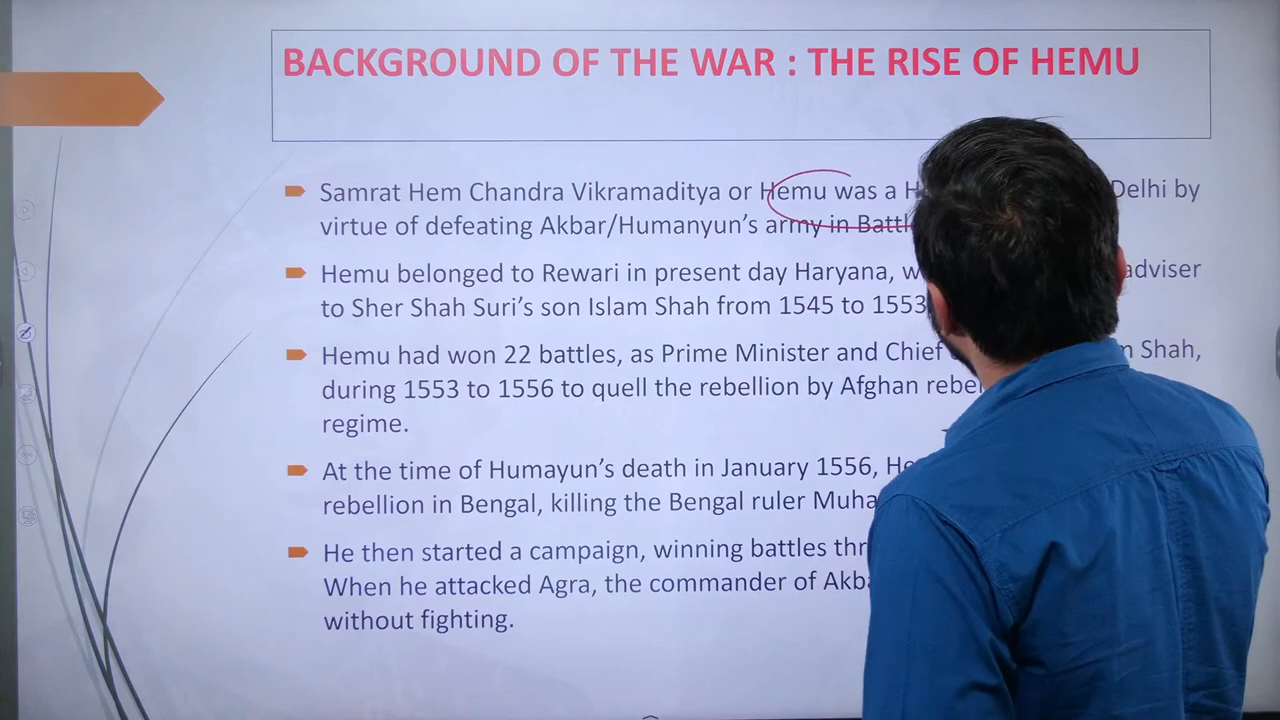 BACKGROUND OF THE WAR : THE RISE OF HEMU
Samrat Hem Chandra Vikramaditya or Hemu was a Delhi by
virtue of defeating Akbar/Humanyun's army in
Hemu belonged to Rewari in present day Haryana, adviser
to Sher Shah Suri's son Islam Shah from 1545 to 1553
Hemu had won 22 battles, as Prime Minister and Chief Shah,
during 1553 to 1556 to quell the rebellion by Afghan
regime.
At the time of Humayun's death in January 1556,
rebellion in Bengal, killing the Bengal ruler
He then started a campaign, winning battles
When he attacked Agra, the commander of
without fighting.